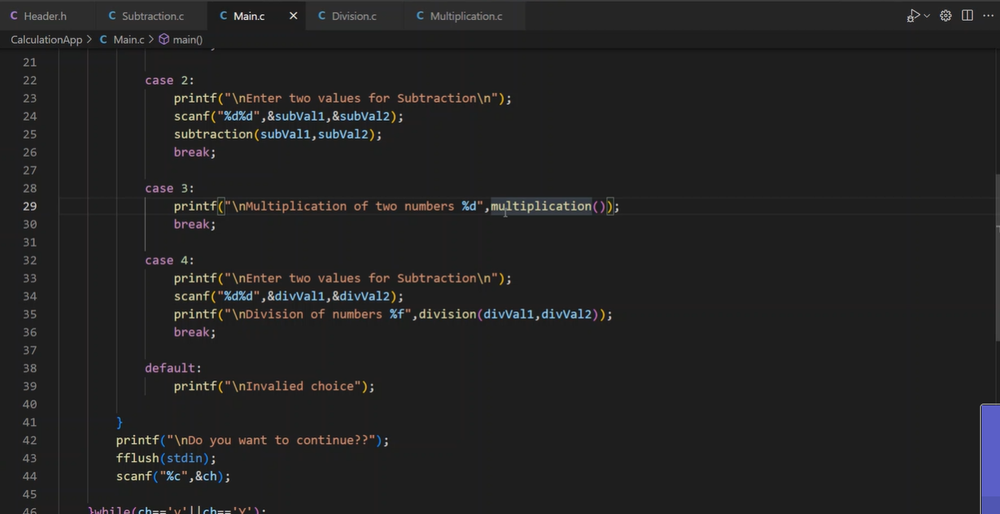 C Header.h C Subtraction.c C Main.c × C Division.c C Multiplication.c
CalculationApp > C Main.c > main()
21
22 case 2:
23 printf("\nEnter two values for Subtraction\n");
24 scanf("%d%d",&subVal1,&subVal2);
25 subtraction(subVal1,subVal2);
26 break;
27
28 case 3:
29 printf("\nMultiplication of two numbers %d",multiplication());
30 break;
31
32 case 4:
33 printf("\nEnter two values for Subtraction\n");
34 scanf("%d%d",&divVal1,&divVal2);
35 printf("\nDivision of numbers %f",division(divVal1,divVal2));
36 break;
37
38 default:
39 printf("\nInvalied choice");
40
41 }
42 printf("\nDo you want to continue??");
43 fflush(stdin);
44 scanf("%c",&ch);
45
46 }while(ch=='y'||ch=='Y');